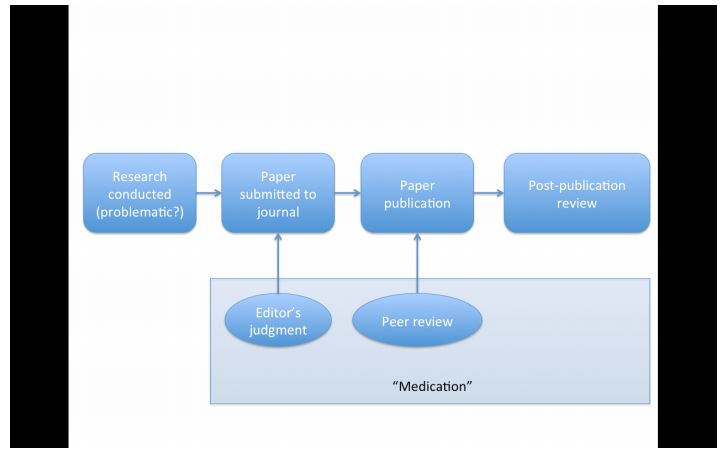 Research
conducted
(problematic?)
Paper
submitted to
journal
Paper
publication
Post-publication
review
Editor’s
judgment
Peer review
“Medication”